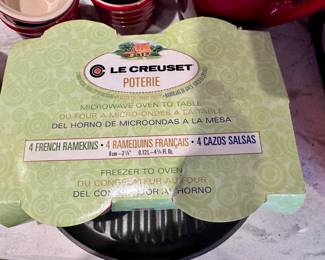 LE CREUSET
POTERIE
MICROWAVE OVEN TO TABLE
DU FOUR A MICRO-ONDES A LA TABLE
DEL HORNO DE MICROONDAS A LA MESA
4 FRENCH RAMEKINS • 4 RAMEQUINS FRANÇAIS • 4 CAZOS SALSAS
FREEZER TO OVEN
DU CONGELATEUR AU FOUR
DEL CONGELADOR AL HORNO